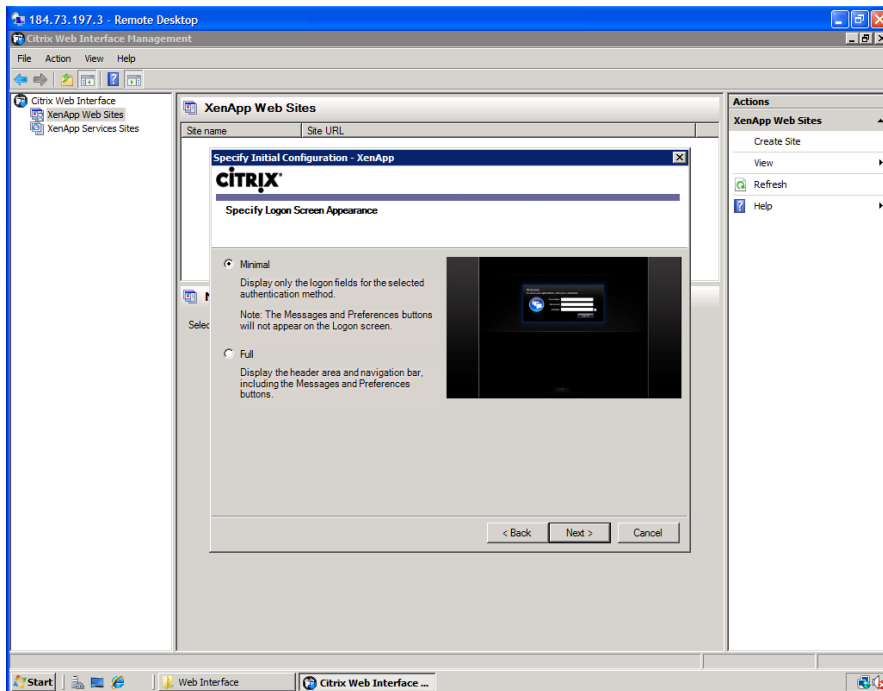 184.73.197.3 - Remote Desktop
Citrix Web Interface Management
File Action View Help
Citrix Web Interface
XenApp Web Sites
XenApp Services Sites
XenApp Web Sites
Site name Site URL
Specify Initial Configuration - XenApp
CİTRIX
Specify Logon Screen Appearance
Minimal
Display only the logon fields for the selected
authentication method.
Note: The Messages and Preferences buttons
will not appear on the Logon screen.
Full
Display the header area and navigation bar,
including the Messages and Preferences
buttons.
Selec
< Back Next > Cancel
Actions
XenApp Web Sites
Create Site
View
Refresh
Help
Start Web Interface Citrix Web Interface ...